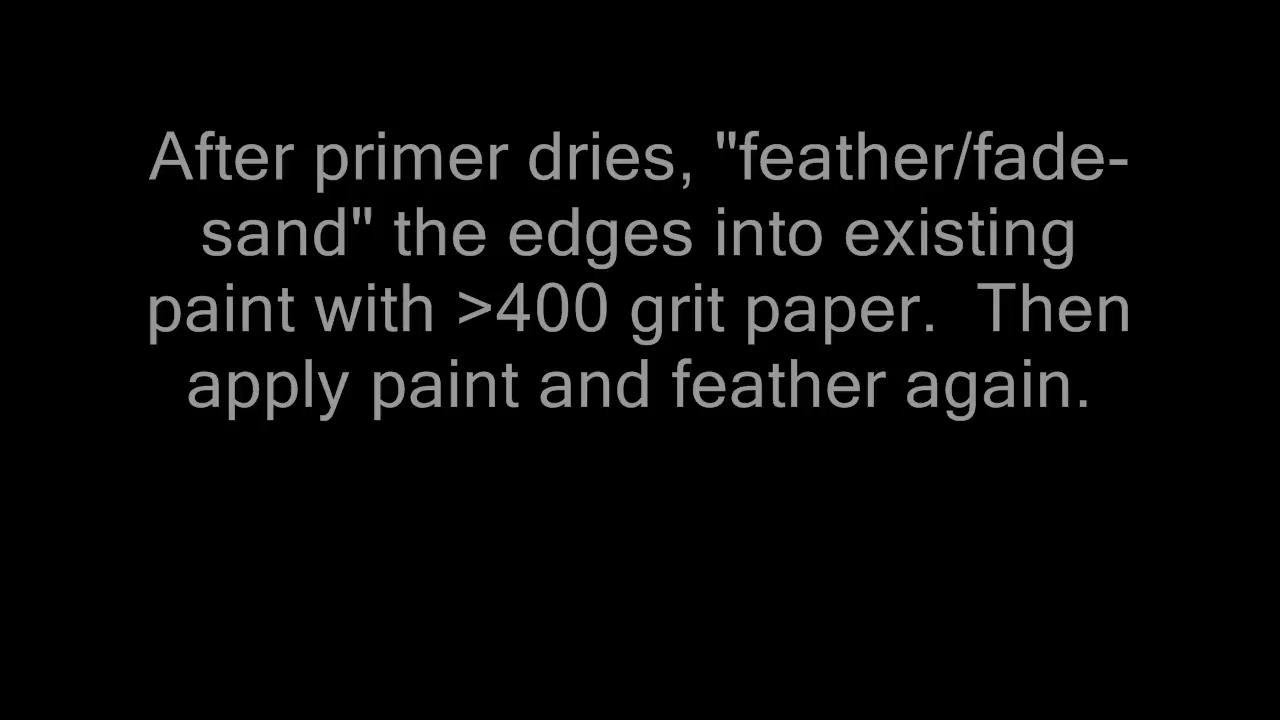 After primer dries, "feather/fade-
sand" the edges into existing
paint with >400 grit paper.  Then
apply paint and feather again.